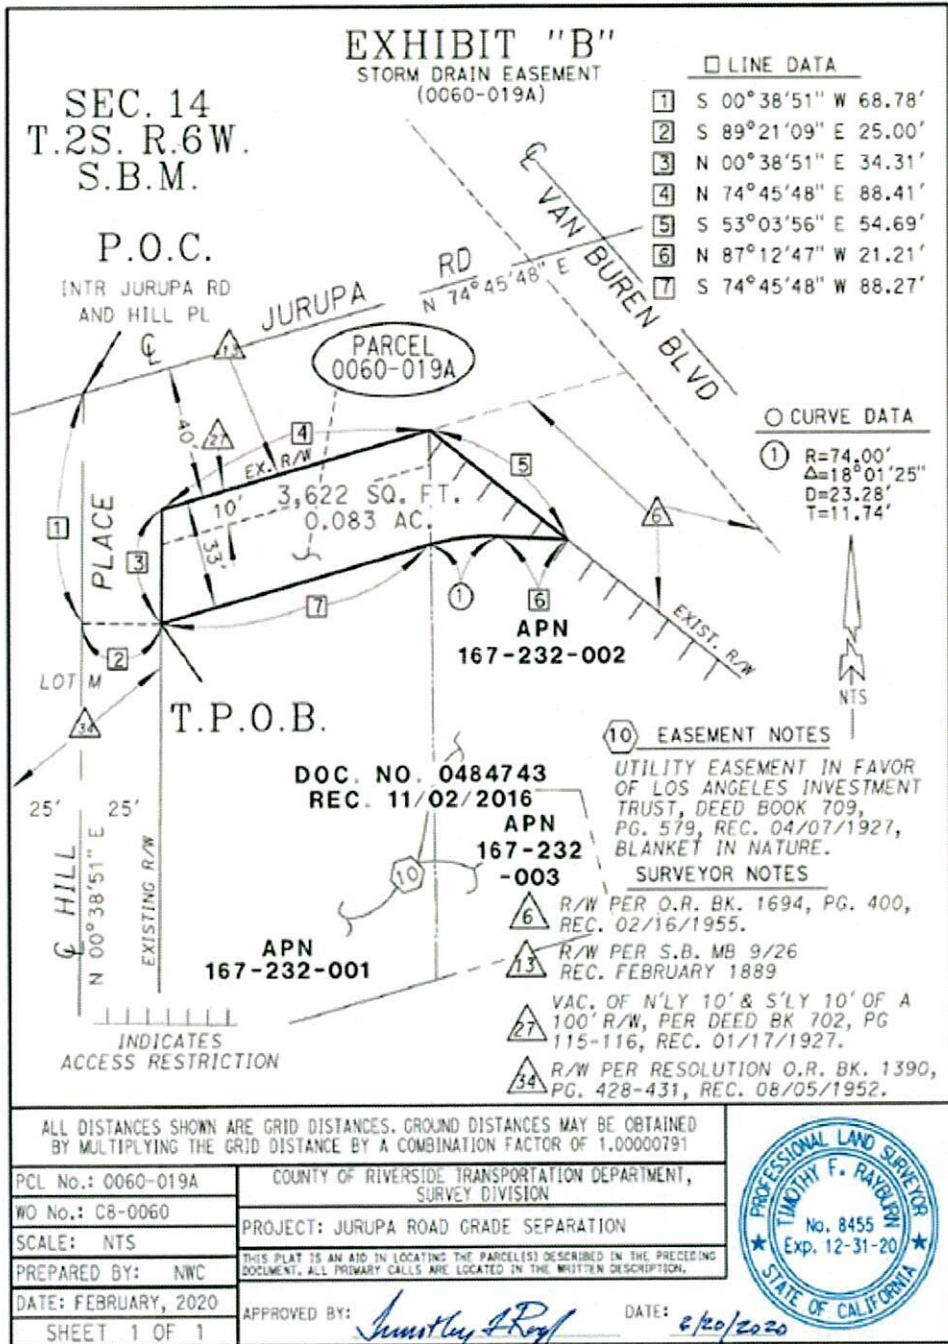 EXHIBIT "B"
STORM DRAIN EASEMENT
(0060-019A)
SEC. 14
T.2S. R.6W.
S.B.M.
P.O.C.
INTR JURUPA RD
AND HILL PL
□ LINE DATA
1 S 00°38'51" W 68.78'
2 S 89°21'09" E 25.00'
3 N 00°38'51" E 34.31'
4 N 74°45'48" E 88.41'
5 S 53°03'56" E 54.69'
6 N 87°12'47" W 21.21'
7 S 74°45'48" W 88.27'
℄ VAN BUREN BLVD
℄ JURUPA RD
N 74°45'48" E
13
PARCEL
0060-019A
○ CURVE DATA
1 R=74.00'
Δ=18°01'25"
D=23.28'
T=11.74'
40'
27
4
EX. R/W
10'
3,622 SQ. FT.
0.083 AC.
5
6
1
PLACE
3
33'
7
1
6
2
APN
167-232-002
EXIST. R/W
NTS
LOT M
34
T.P.O.B.
DOC. NO. 0484743
REC. 11/02/2016
APN
167-232
-003
10
25' 25'
℄ HILL
N 00°38'51" E
EXISTING R/W
APN
167-232-001
INDICATES
ACCESS RESTRICTION
10 EASEMENT NOTES
UTILITY EASEMENT IN FAVOR
OF LOS ANGELES INVESTMENT
TRUST, DEED BOOK 709,
PG. 579, REC. 04/07/1927,
BLANKET IN NATURE.
SURVEYOR NOTES
6 R/W PER O.R. BK. 1694, PG. 400,
REC. 02/16/1955.
13 R/W PER S.B. MB 9/26
REC. FEBRUARY 1889
27 VAC. OF N'LY 10' & S'LY 10' OF A
100' R/W, PER DEED BK 702, PG
115-116, REC. 01/17/1927.
34 R/W PER RESOLUTION O.R. BK. 1390,
PG. 428-431, REC. 08/05/1952.
ALL DISTANCES SHOWN ARE GRID DISTANCES. GROUND DISTANCES MAY BE OBTAINED
BY MULTIPLYING THE GRID DISTANCE BY A COMBINATION FACTOR OF 1.00000791
PCL No.: 0060-019A
WO No.: C8-0060
SCALE: NTS
PREPARED BY: NWC
DATE: FEBRUARY, 2020
SHEET 1 OF 1
COUNTY OF RIVERSIDE TRANSPORTATION DEPARTMENT,
SURVEY DIVISION
PROJECT: JURUPA ROAD GRADE SEPARATION
THIS PLAT IS AN AID IN LOCATING THE PARCEL(S) DESCRIBED IN THE PRECEDING
DOCUMENT. ALL PRIMARY CALLS ARE LOCATED IN THE WRITTEN DESCRIPTION.
APPROVED BY:
DATE: 2/20/2020
PROFESSIONAL LAND SURVEYOR
TIMOTHY F. RAYBURN
No. 8455
Exp. 12-31-20
STATE OF CALIFORNIA